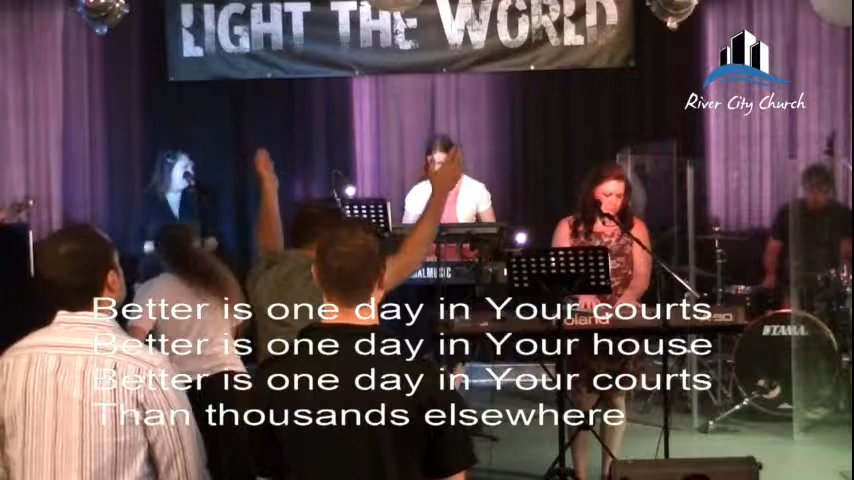 LIGHT THE WORLD
River City Church
Better is one day in Your courts
Better is one day in Your house
Better is one day in Your courts
Than thousands elsewhere
Roland
TAMA